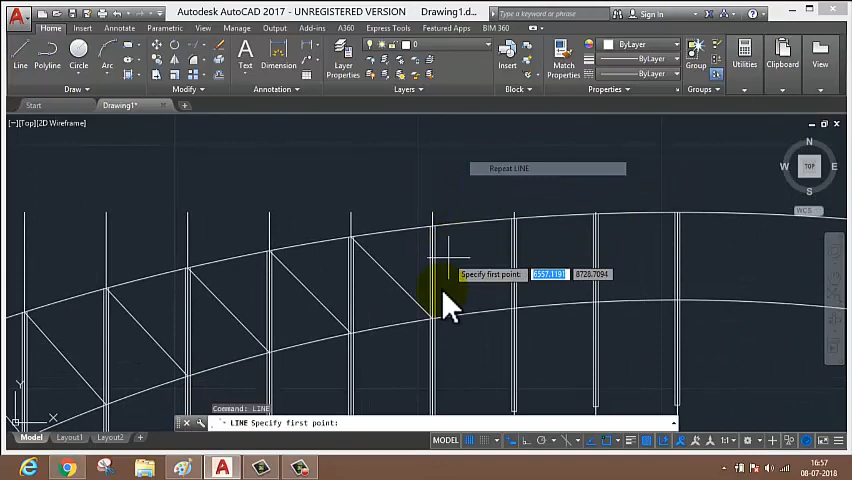 Autodesk AutoCAD 2017 - UNREGISTERED VERSION Drawing1.d...
Type a keyword or phrase
Sign In
Home Insert Annotate Parametric View Manage Output Add-ins A360 Express Tools Featured Apps BIM 360
Line Polyline Circle Arc
Text Dimension
Layer Properties
0
Insert
Match Properties
ByLayer
ByLayer
ByLayer
Group
Utilities
Clipboard
View
Draw Modify Annotation Layers Block Properties Groups
Start Drawing1*
[−][Top][2D Wireframe]
N
W TOP E
S
WCS
Repeat LINE
Specify first point: 6557.1191 8728.7094
Y
X
Command: LINE
LINE Specify first point:
Model Layout1 Layout2
MODEL
1:1
16:57
08-07-2018